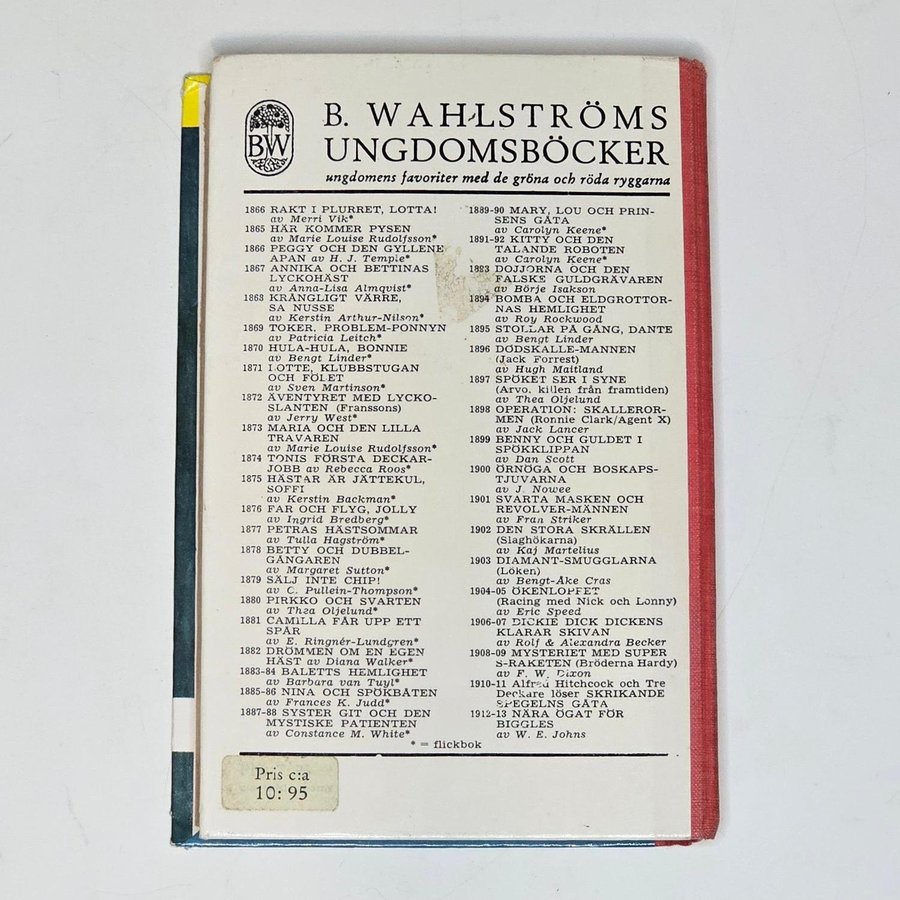 BW
B. WAHLSTRÖMS
UNGDOMSBÖCKER
ungdomens favoriter med de gröna och röda ryggarna
1866 RAKT I PLURRET, LOTTA!
av Merri Vik*
1865 HÄR KOMMER PYSEN
av Marie Louise Rudolfsson*
1866 PEGGY OCH DEN GYLLENE
APAN av H. J. Temple*
1867 ANNIKA OCH BETTINAS
LYCKOHÄST
av Anna-Lisa Almqvist*
1868 KRÅNGLIGT VÄRRE,
SA NUSSE
av Kerstin Arthur-Nilson*
1869 TOKER. PROBLEM-PONNYN
av Patricia Leitch*
1870 HULA-HULA, BONNIE
av Bengt Linder*
1871 LOTTE, KLUBBSTUGAN
OCH FÖLET
av Sven Martinson*
1872 ÄVENTYRET MED LYCKO-
SLANTEN (Franssons)
av Jerry West*
1873 MARIA OCH DEN LILLA
TRAVAREN
av Marie Louise Rudolfsson*
1874 TONIS FÖRSTA DECKAR-
JOBB av Rebecca Roos*
1875 HÄSTAR ÄR JÄTTEKUL,
SOFFI
av Kerstin Backman*
1876 FAR OCH FLYG, JOLLY
av Ingrid Bredberg*
1877 PETRAS HÄSTSOMMAR
av Tulla Hagström*
1878 BETTY OCH DUBBEL-
GÅNGAREN
av Margaret Sutton*
1879 SÄLJ INTE CHIP!
av C. Pullein-Thompson*
1880 PIRKKO OCH SVARTEN
av Thea Oljelund*
1881 CAMILLA FÅR UPP ETT
SPÅR
av E. Ringnér-Lundgren*
1882 DRÖMMEN OM EN EGEN
HÄST av Diana Walker*
1883-84 BALETTS HEMLIGHET
av Barbara van Tuyl*
1885-86 NINA OCH SPÖKBÅTEN
av Frances K. Judd*
1887-88 SYSTER GIT OCH DEN
MYSTISKE PATIENTEN
av Constance M. White*
1889-90 MARY, LOU OCH PRIN-
SENS GÅTA
av Carolyn Keene*
1891-92 KITTY OCH DEN
TALANDE ROBOTEN
av Carolyn Keene*
1893 DOJJORNA OCH DEN
FALSKE GULDGRÄVAREN
av Börje Isakson
1894 BOMBA OCH ELDGROTTOR-
NAS HEMLIGHET
av Roy Rockwood
1895 STOLLAR PÅ GÅNG, DANTE
av Bengt Linder
1896 DÖDSKALLE-MANNEN
(Jack Forrest)
av Hugh Maitland
1897 SPÖKET SER I SYNE
(Arvo, killen från framtiden)
av Thea Oljelund
1898 OPERATION: SKALLEROR-
MEN (Ronnie Clark/Agent X)
av Jack Lancer
1899 BENNY OCH GULDET I
SPÖKKLIPPAN
av Dan Scott
1900 ÖRNÖGA OCH BOSKAPS-
TJUVARNA
av J. Nowee
1901 SVARTA MASKEN OCH
REVOLVER-MÄNNEN
av Fran Striker
1902 DEN STORA SKRÄLLEN
(Slaghökarna)
av Kaj Martelius
1903 DIAMANT-SMUGGLARNA
(Löken)
av Bengt-Åke Cras
1904-05 ÖKENLOPPET
(Racing med Nick och Lonny)
av Eric Speed
1906-07 DICKIE DICK DICKENS
KLARAR SKIVAN
av Rolf & Alexandra Becker
1908-09 MYSTERIET MED SUPER
S-RAKETEN (Bröderna Hardy)
av F. W. Dixon
1910-11 Alfred Hitchcock och Tre
Deckare löser SKRIKANDE
SPEGELNS GÅTA
1912-13 NÄRA ÖGAT FÖR
BIGGLES
av W. E. Johns
* = flickbok
Pris c:a
10: 95